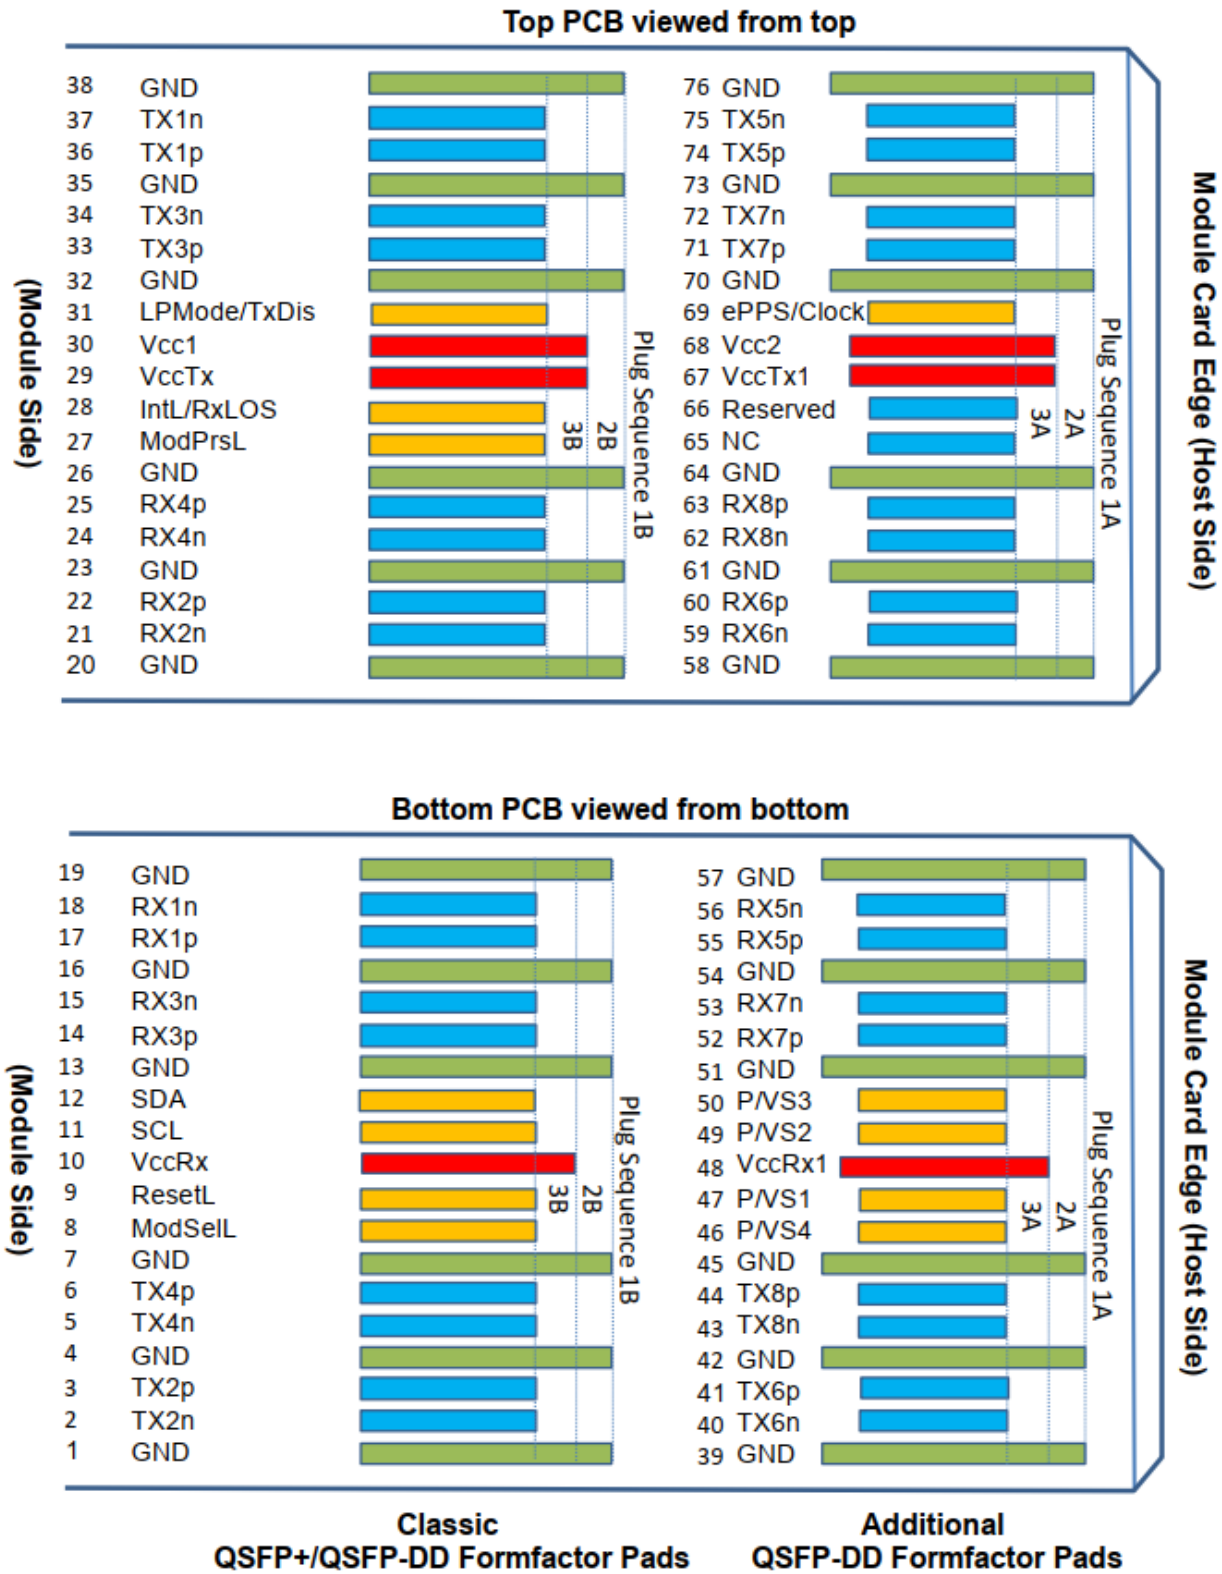 Top PCB viewed from top
38 GND 76 GND
37 TX1n 75 TX5n
36 TX1p 74 TX5p
35 GND 73 GND
34 TX3n 72 TX7n
33 TX3p 71 TX7p
32 GND 70 GND
31 LPMode/TxDis 69 ePPS/Clock
30 Vcc1 68 Vcc2
29 VccTx 67 VccTx1
28 IntL/RxLOS 66 Reserved
27 ModPrsL 65 NC
26 GND 64 GND
25 RX4p 63 RX8p
24 RX4n 62 RX8n
23 GND 61 GND
22 RX2p 60 RX6p
21 RX2n 59 RX6n
20 GND 58 GND
(Module Side)
3B
2B
Plug Sequence 1B
3A
2A
Plug Sequence 1A
Module Card Edge (Host Side)
Bottom PCB viewed from bottom
19 GND 57 GND
18 RX1n 56 RX5n
17 RX1p 55 RX5p
16 GND 54 GND
15 RX3n 53 RX7n
14 RX3p 52 RX7p
13 GND 51 GND
12 SDA 50 P/VS3
11 SCL 49 P/VS2
10 VccRx 48 VccRx1
9 ResetL 47 P/VS1
8 ModSelL 46 P/VS4
7 GND 45 GND
6 TX4p 44 TX8p
5 TX4n 43 TX8n
4 GND 42 GND
3 TX2p 41 TX6p
2 TX2n 40 TX6n
1 GND 39 GND
(Module Side)
3B
2B
Plug Sequence 1B
3A
2A
Plug Sequence 1A
Module Card Edge (Host Side)
Classic
QSFP+/QSFP-DD Formfactor Pads
Additional
QSFP-DD Formfactor Pads